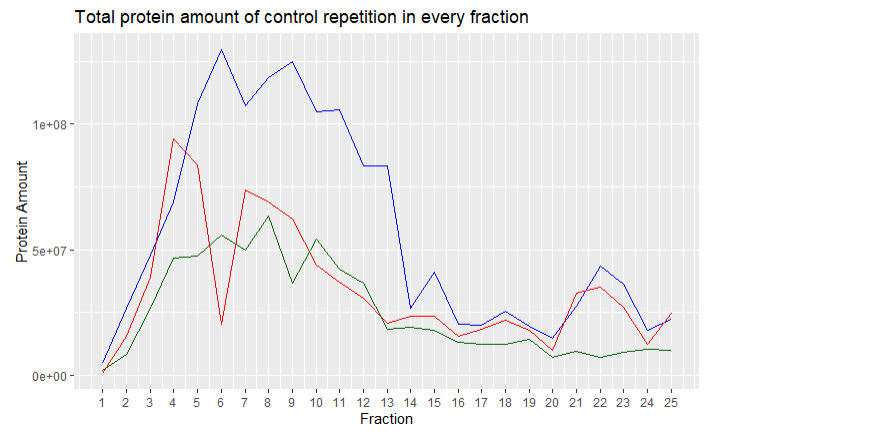 Total protein amount of control repetition in every fraction
1e+08
5e+07
0e+00
Protein Amount
1 2 3 4 5 6 7 8 9 10 11 12 13 14 15 16 17 18 19 20 21 22 23 24 25
Fraction